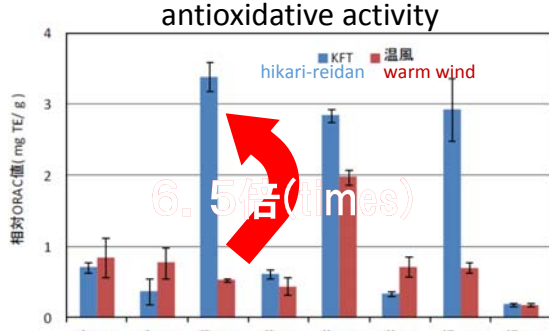 antioxidative activity
4
KFT 温風
hikari-reidan warm wind
3
相対ORAC値( mg TE/ g )
2
6. 5倍(times)
1
0